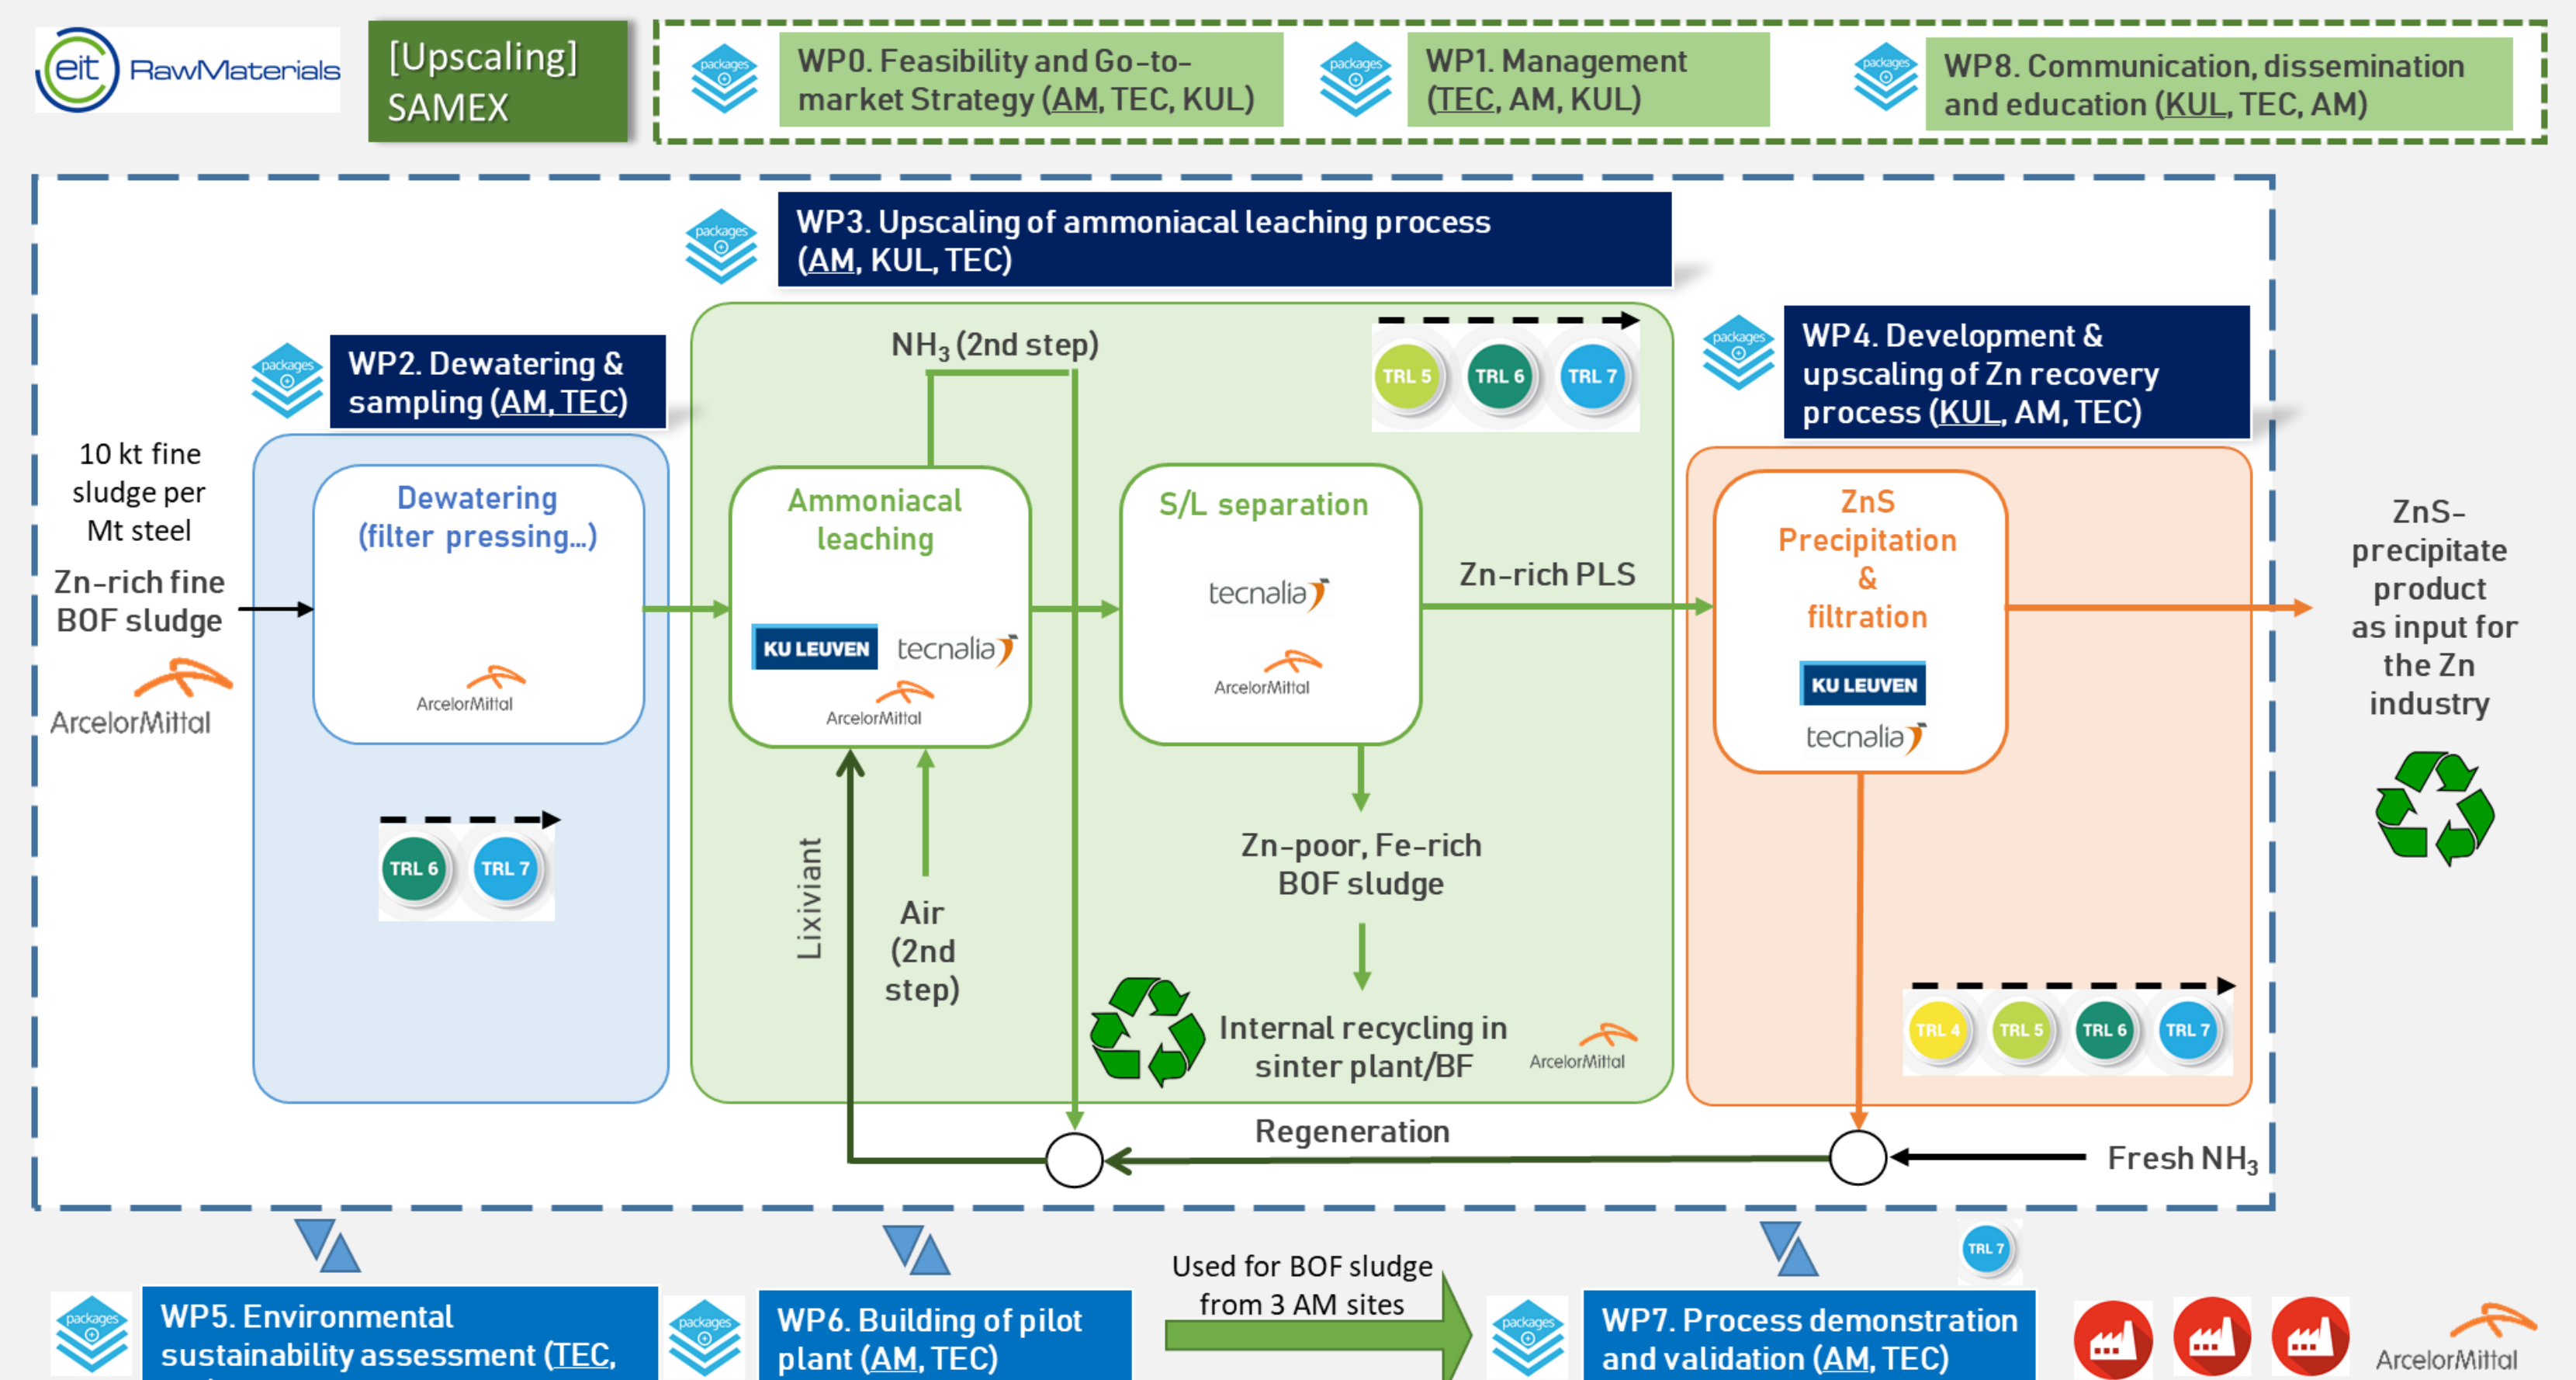 eit RawMaterials
[Upscaling]
SAMEX
packages
WP0. Feasibility and Go-to-
market Strategy (AM, TEC, KUL)
packages
WP1. Management
(TEC, AM, KUL)
packages
WP8. Communication, dissemination
and education (KUL, TEC, AM)
packages
WP3. Upscaling of ammoniacal leaching process
(AM, KUL, TEC)
packages
WP2. Dewatering &
sampling (AM, TEC)
packages
WP4. Development &
upscaling of Zn recovery
process (KUL, AM, TEC)
10 kt fine
sludge per
Mt steel
Zn-rich fine
BOF sludge
ArcelorMittal
Dewatering
(filter pressing...)
ArcelorMittal
TRL 6
TRL 7
NH₃ (2nd step)
TRL 5
TRL 6
TRL 7
Ammoniacal
leaching
KU LEUVEN
tecnalia
ArcelorMittal
S/L separation
tecnalia
ArcelorMittal
Zn-rich PLS
ZnS
Precipitation
&
filtration
KU LEUVEN
tecnalia
ZnS-
precipitate
product
as input for
the Zn
industry
Lixiviant
Air
(2nd
step)
Zn-poor, Fe-rich
BOF sludge
Internal recycling in
sinter plant/BF
ArcelorMittal
TRL 4
TRL 5
TRL 6
TRL 7
Regeneration
Fresh NH₃
packages
WP5. Environmental
sustainability assessment (TEC,
packages
WP6. Building of pilot
plant (AM, TEC)
Used for BOF sludge
from 3 AM sites
packages
TRL 7
WP7. Process demonstration
and validation (AM, TEC)
ArcelorMittal